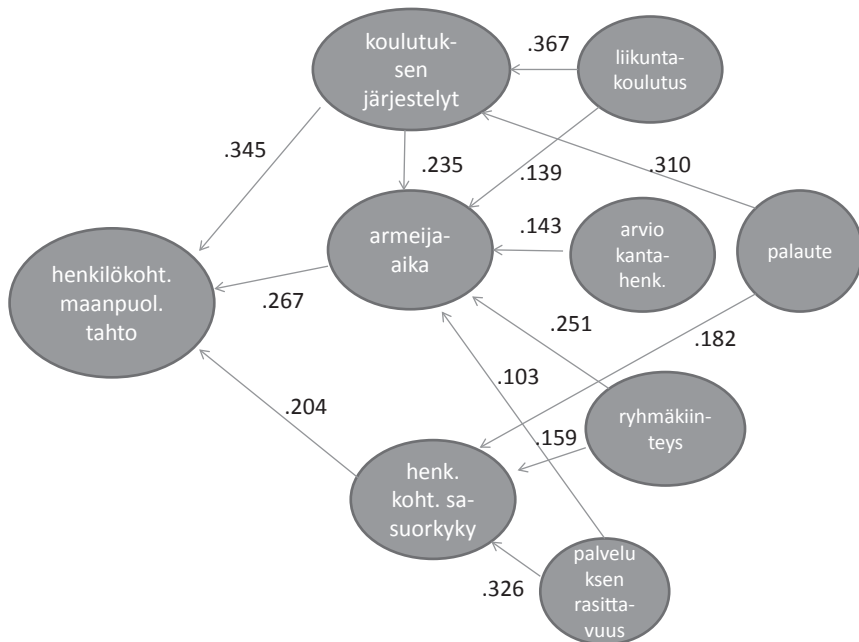 koulutuk-
sen
järjestelyt
.367
liikunta-
koulutus
.345
.235
.139
.310
henkilökoht.
maanpuol.
tahto
armeija-
aika
.143
arvio
kanta-
henk.
palaute
.267
.251
.182
.103
.204
.159
ryhmäkiin-
teys
henk.
koht. sa-
suorkyky
.326
palvelu
ksen
rasitta-
vuus